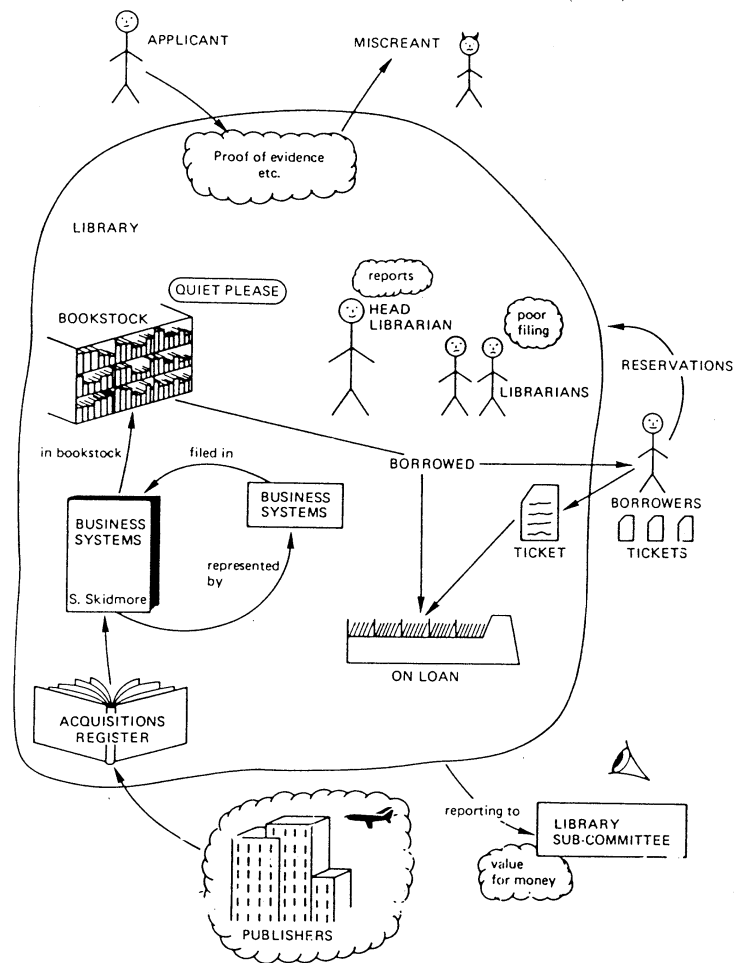 APPLICANT
MISCREANT
Proof of evidence
etc.
LIBRARY
QUIET PLEASE
reports
BOOKSTOCK
HEAD
LIBRARIAN
poor
filing
RESERVATIONS
LIBRARIANS
in bookstock
filed in
BORROWED
BUSINESS
SYSTEMS
S. Skidmore
BUSINESS
SYSTEMS
represented
by
TICKET
BORROWERS
TICKETS
ON LOAN
ACQUISITIONS
REGISTER
reporting to
LIBRARY
SUB-COMMITTEE
value
for money
PUBLISHERS